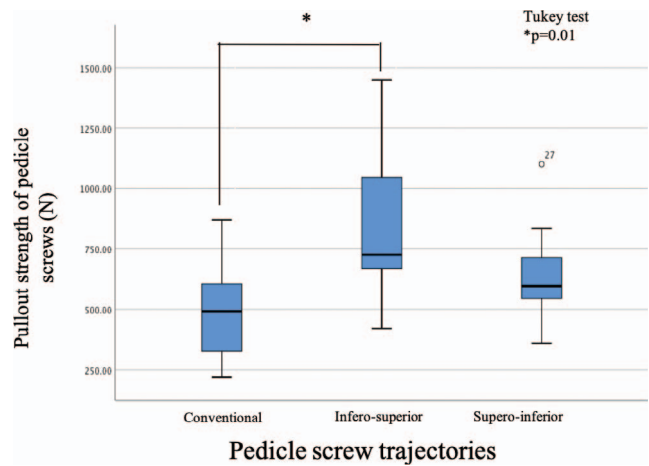 *
Tukey test
*p=0.01
Pullout strength of pedicle
screws (N)
1500.00
1250.00
1000.00
750.00
500.00
250.00
27
Conventional
Infero-superior
Supero-inferior
Pedicle screw trajectories